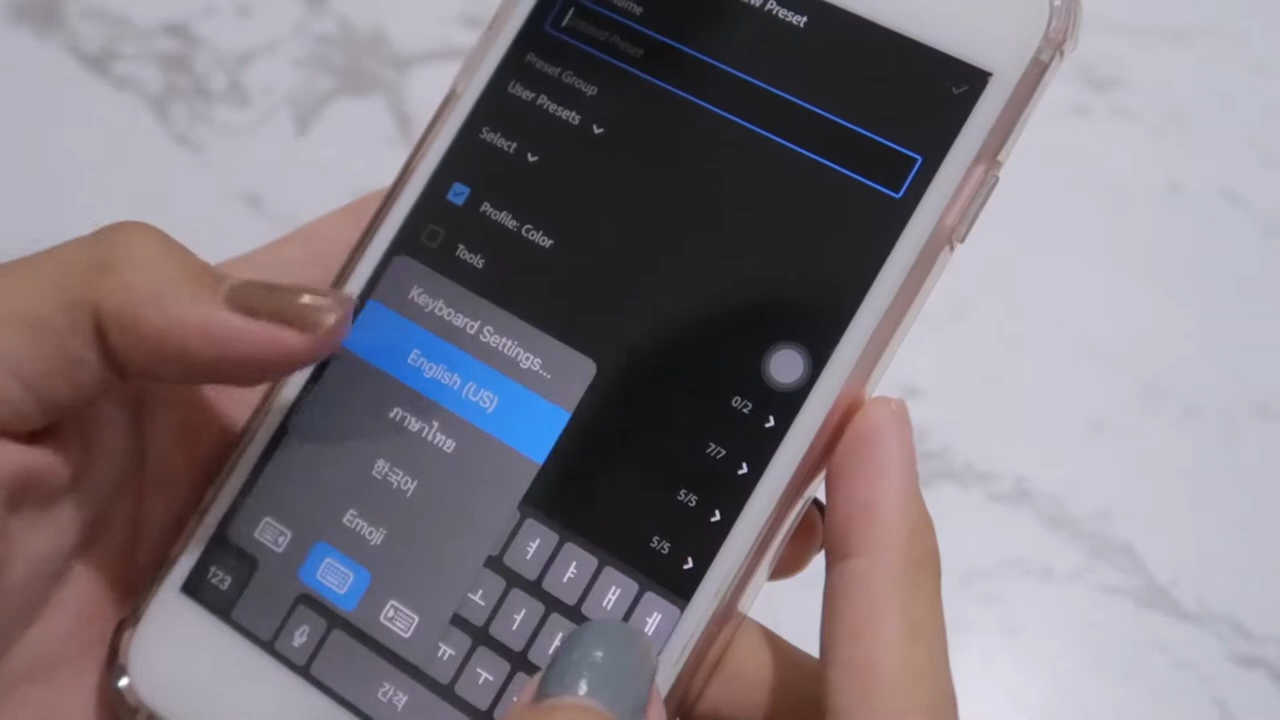 Preset
Preset Group
User Presets
Select
Profile: Color
Tools
Keyboard Settings...
English (US)
ภาษาไทย
한국어
Emoji
0/2
7/7
5/5
5/5
ㅕ ㅑ ㅐ ㅔ
ㅗ ㅓ ㅏ
ㅠ ㅜ
123
간격